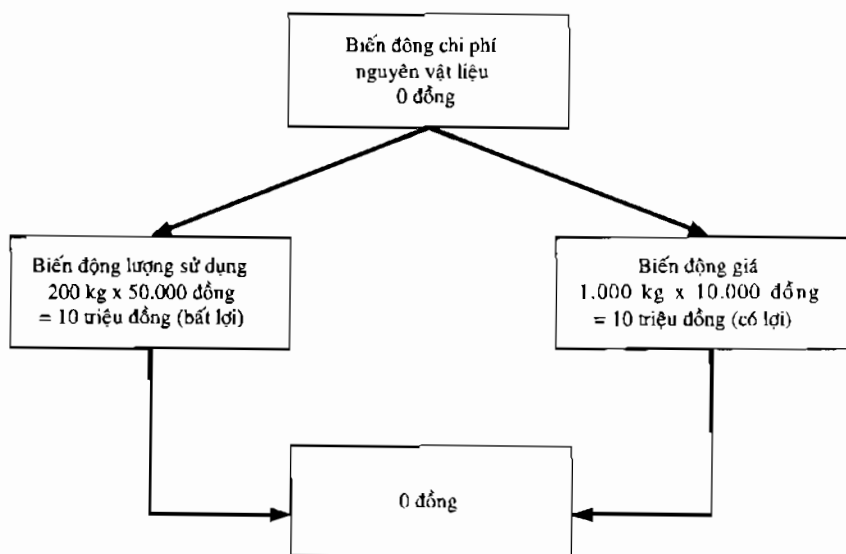 Biến đông chi phí
nguyên vật liệu
0 đồng
Biến động lượng sử dụng
200 kg x 50.000 đồng
= 10 triệu đồng (bất lợi)
Biến động giá
1.000 kg x 10.000 đồng
= 10 triệu đồng (có lợi)
0 đồng